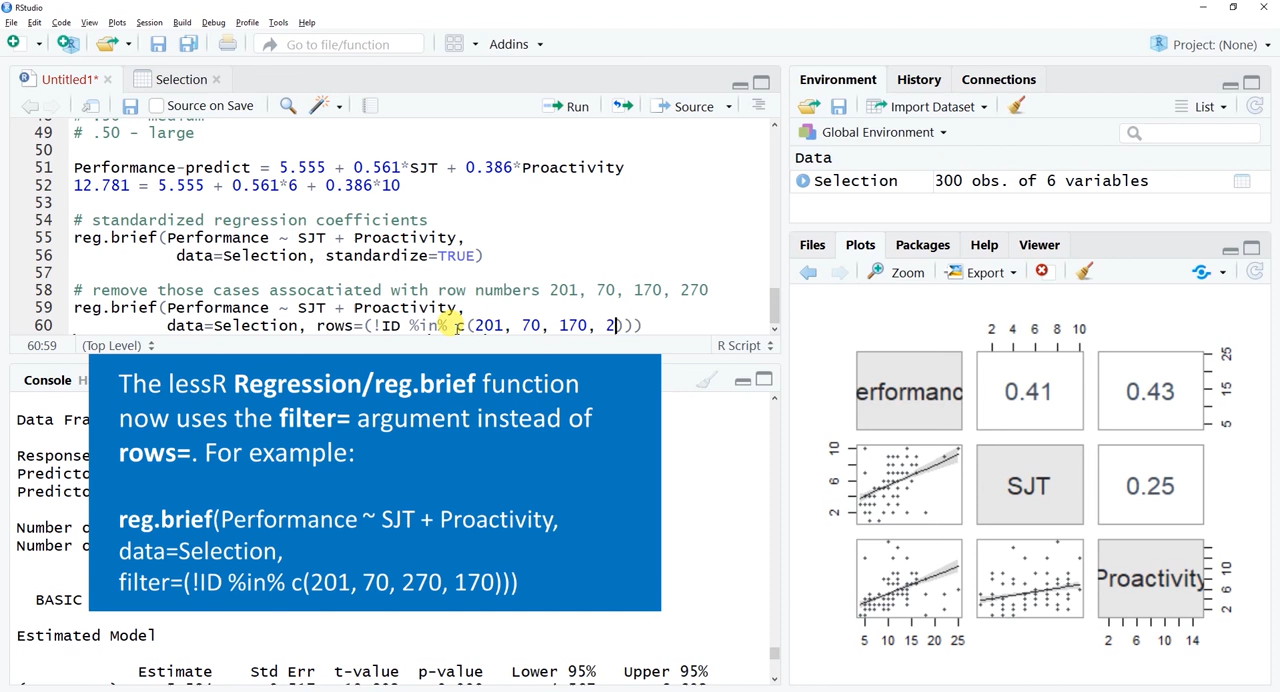 RStudio
File Edit Code View Plots Session Build Debug Profile Tools Help
Go to file/function Addins Project: (None)
Untitled1* Selection
Source on Save Run Source
49 # .50 - large
50
51 Performance-predict = 5.555 + 0.561*SJT + 0.386*Proactivity
52 12.781 = 5.555 + 0.561*6 + 0.386*10
53
54 # standardized regression coefficients
55 reg.brief(Performance ~ SJT + Proactivity,
56 data=Selection, standardize=TRUE)
57
58 # remove those cases assocatiated with row numbers 201, 70, 170, 270
59 reg.brief(Performance ~ SJT + Proactivity,
60 data=Selection, rows=(!ID %in% c(201, 70, 170, 2)))
60:59 (Top Level) R Script
Console
Data Fra
Response
Predicto
Predicto
Number o
Number o
BASIC
Estimated Model
Estimate Std Err t-value p-value Lower 95% Upper 95%
The lessR Regression/reg.brief function
now uses the filter= argument instead of
rows=. For example:
reg.brief(Performance ~ SJT + Proactivity,
data=Selection,
filter=(!ID %in% c(201, 70, 270, 170)))
Environment History Connections
Import Dataset List
Global Environment
Data
Selection 300 obs. of 6 variables
Files Plots Packages Help Viewer
Zoom Export
2 4 6 8 10
erformanc 0.41 0.43
5 15 25
2 6 10
SJT 0.25
Proactivity
2 6 10
5 10 15 20 25
2 6 10 14